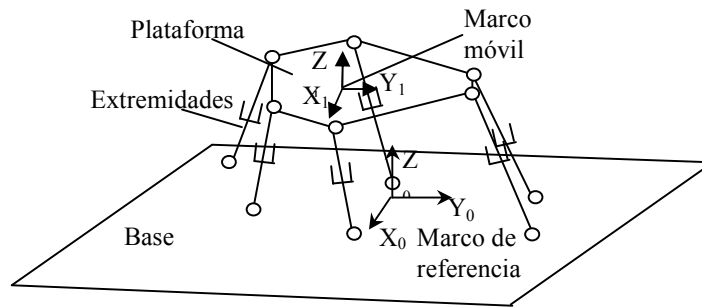 Plataforma
Marco
móvil
Z
X₁
Y₁
Extremidades
Z
0
Y₀
X₀
Base
Marco de
referencia